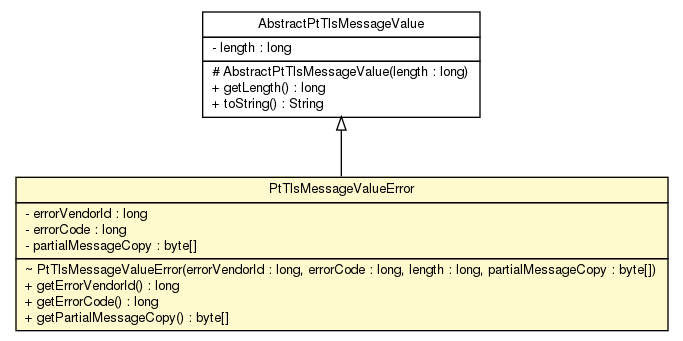 AbstractPtTlsMessageValue
- length : long
# AbstractPtTlsMessageValue(length : long)
+ getLength() : long
+ toString() : String
PtTlsMessageValueError
- errorVendorId : long
- errorCode : long
- partialMessageCopy : byte[]
~ PtTlsMessageValueError(errorVendorId : long, errorCode : long, length : long, partialMessageCopy : byte[])
+ getErrorVendorId() : long
+ getErrorCode() : long
+ getPartialMessageCopy() : byte[]